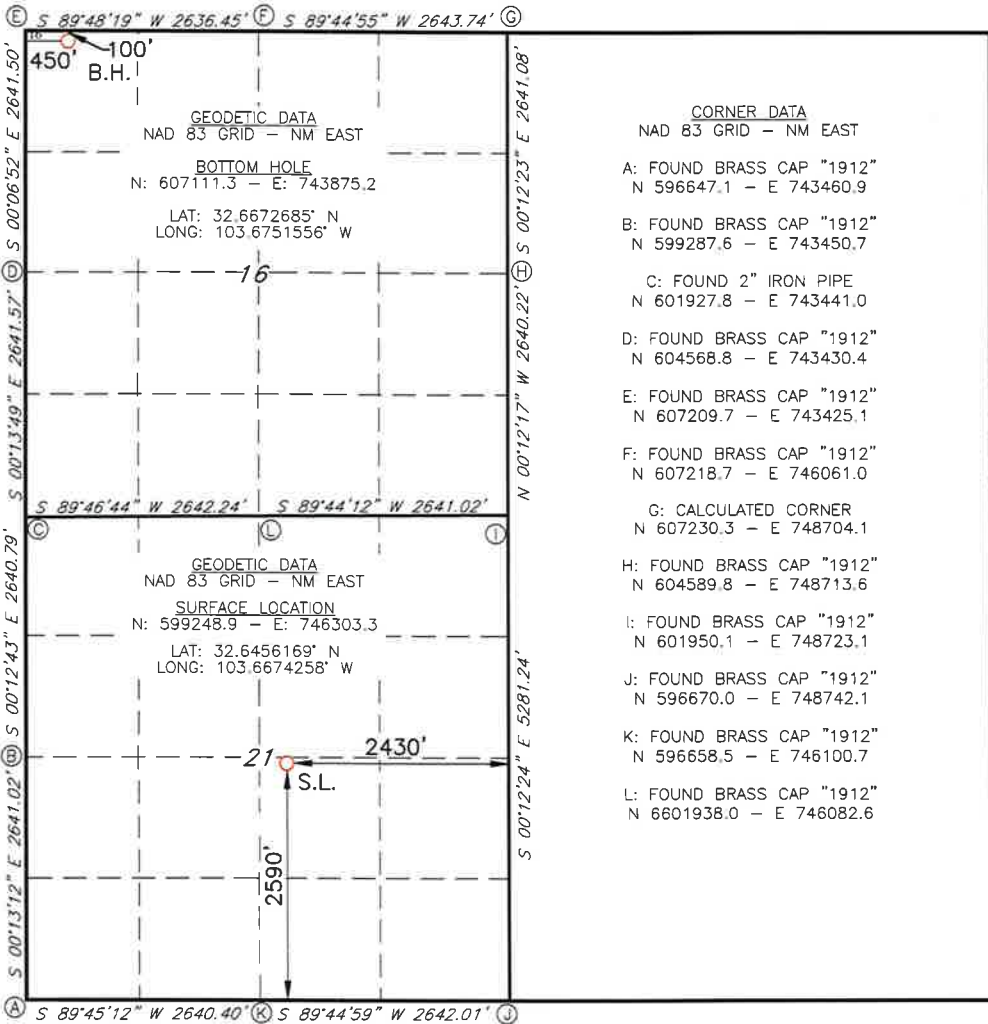 E S 89°48'19" W 2636.45' F S 89°44'55" W 2643.74' G
S 00°06'52" E 2641.50'
16
450'
100'
B.H.
GEODETIC DATA
NAD 83 GRID – NM EAST
BOTTOM HOLE
N: 607111.3 – E: 743875.2
LAT: 32.6672685° N
LONG: 103.6751556° W
S 00°12'23" E 2641.08'
D
16
H
S 00°13'49" E 2641.57'
N 00°12'17" W 2640.22'
S 89°46'44" W 2642.24' S 89°44'12" W 2641.02'
C
L
I
GEODETIC DATA
NAD 83 GRID – NM EAST
SURFACE LOCATION
N: 599248.9 – E: 746303.3
LAT: 32.6456169° N
LONG: 103.6674258° W
S 00°12'43" E 2640.79'
S 00°12'24" E 5281.24'
B
21
2430'
S.L.
2590'
S 00°13'12" E 2641.02'
A S 89°45'12" W 2640.40' K S 89°44'59" W 2642.01' J
CORNER DATA
NAD 83 GRID – NM EAST
A: FOUND BRASS CAP "1912"
N 596647.1 – E 743460.9
B: FOUND BRASS CAP "1912"
N 599287.6 – E 743450.7
C: FOUND 2" IRON PIPE
N 601927.8 – E 743441.0
D: FOUND BRASS CAP "1912"
N 604568.8 – E 743430.4
E: FOUND BRASS CAP "1912"
N 607209.7 – E 743425.1
F: FOUND BRASS CAP "1912"
N 607218.7 – E 746061.0
G: CALCULATED CORNER
N 607230.3 – E 748704.1
H: FOUND BRASS CAP "1912"
N 604589.8 – E 748713.6
I: FOUND BRASS CAP "1912"
N 601950.1 – E 748723.1
J: FOUND BRASS CAP "1912"
N 596670.0 – E 748742.1
K: FOUND BRASS CAP "1912"
N 596658.5 – E 746100.7
L: FOUND BRASS CAP "1912"
N 6601938.0 – E 746082.6